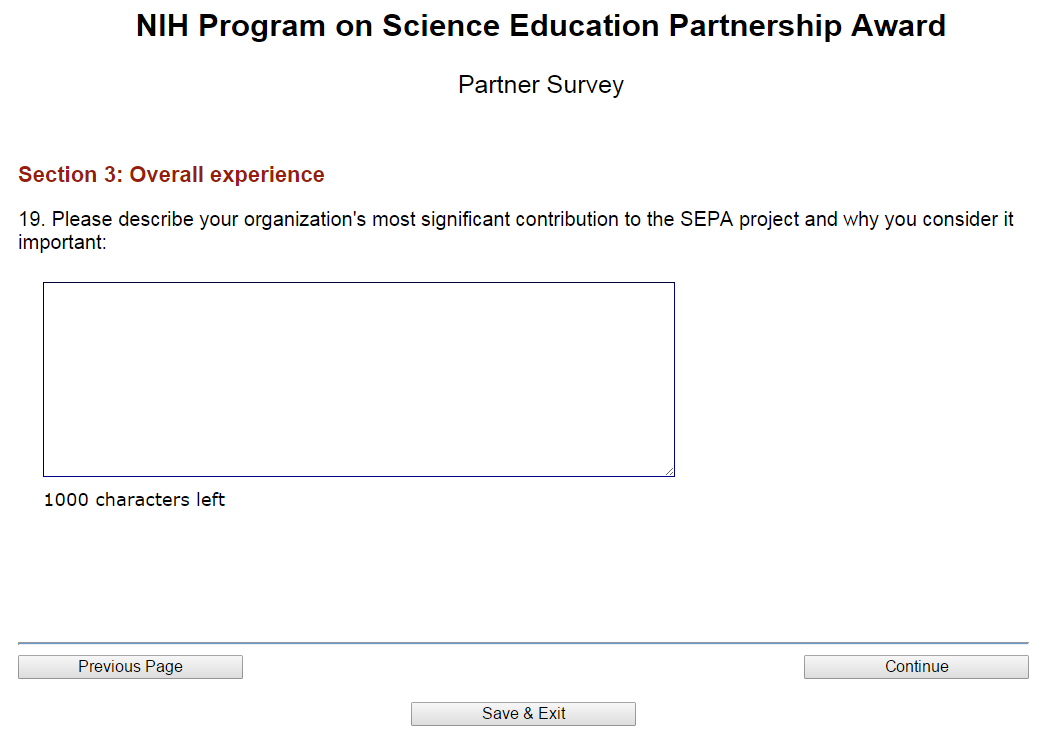 NIH Program on Science Education Partnership Award
Partner Survey
Section 3: Overall experience
19. Please describe your organization's most significant contribution to the SEPA project and why you consider it
important:
1000 characters left
Previous Page
Continue
Save & Exit